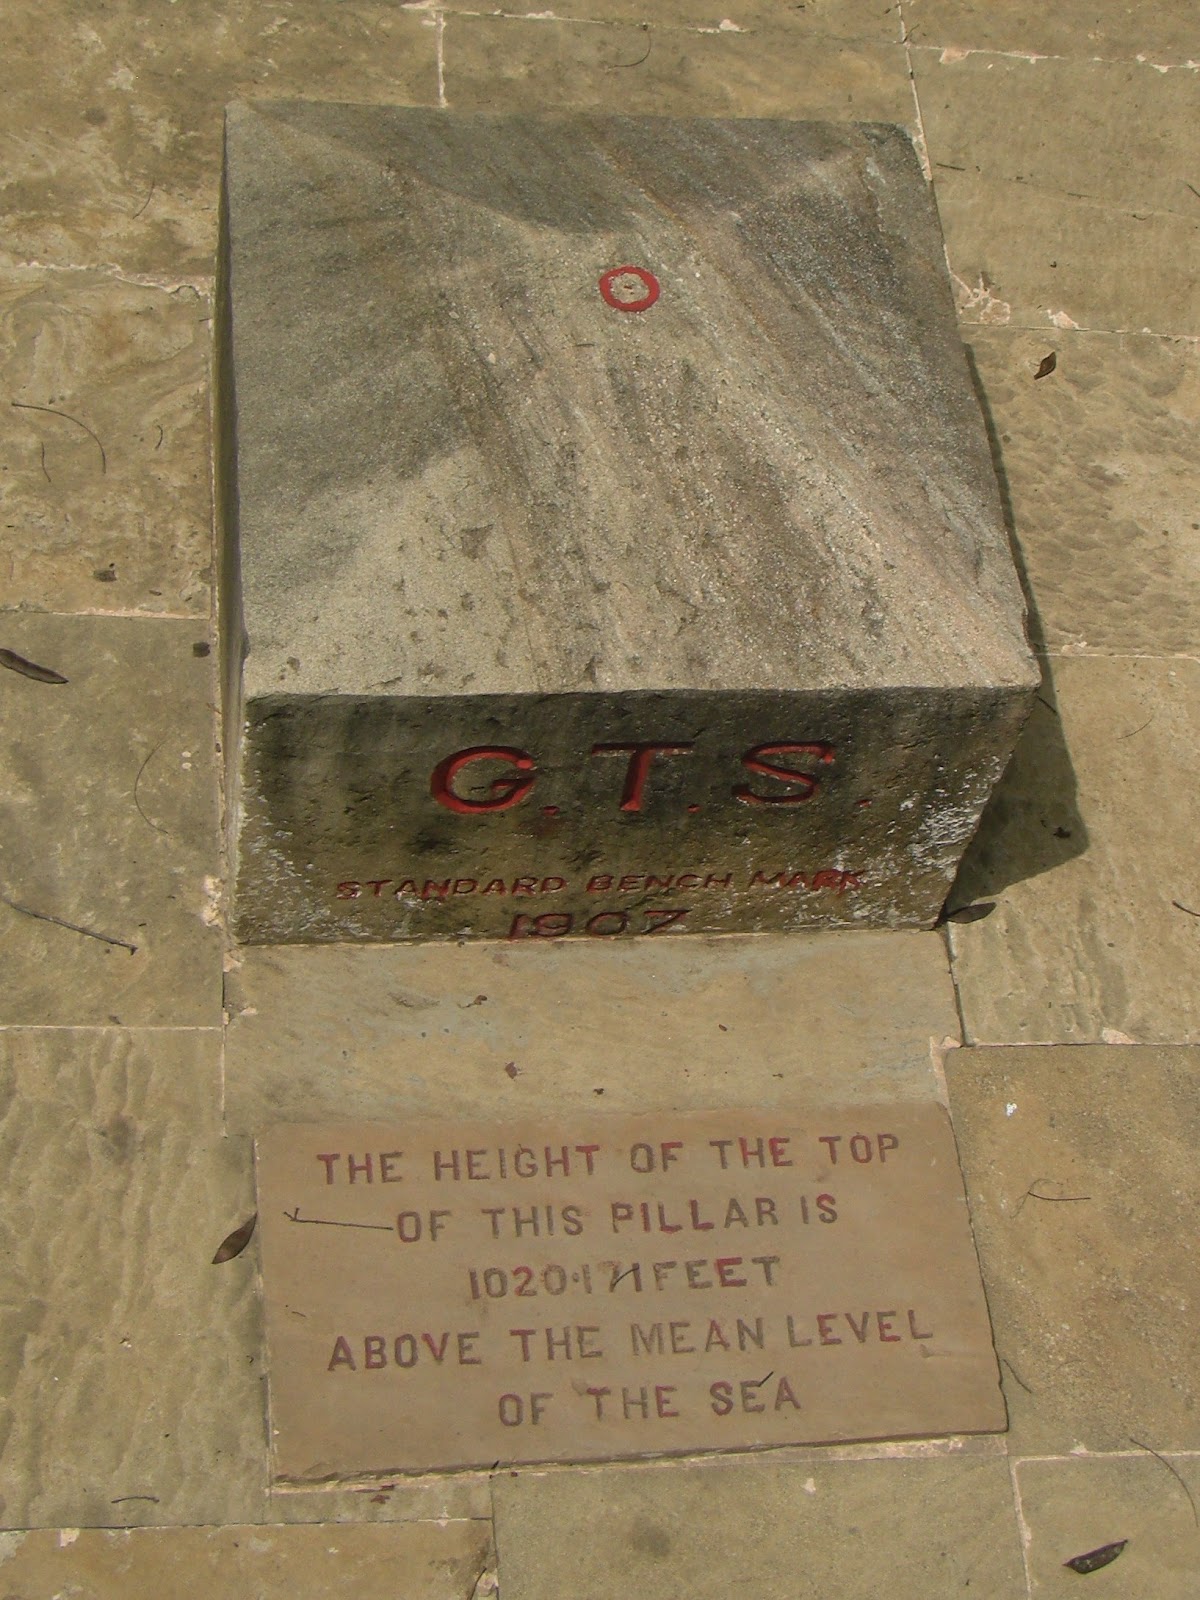 G.T.S.
STANDARD BENCH MARK
1907
THE HEIGHT OF THE TOP
OF THIS PILLAR IS
1020·171 FEET
ABOVE THE MEAN LEVEL
OF THE SEA